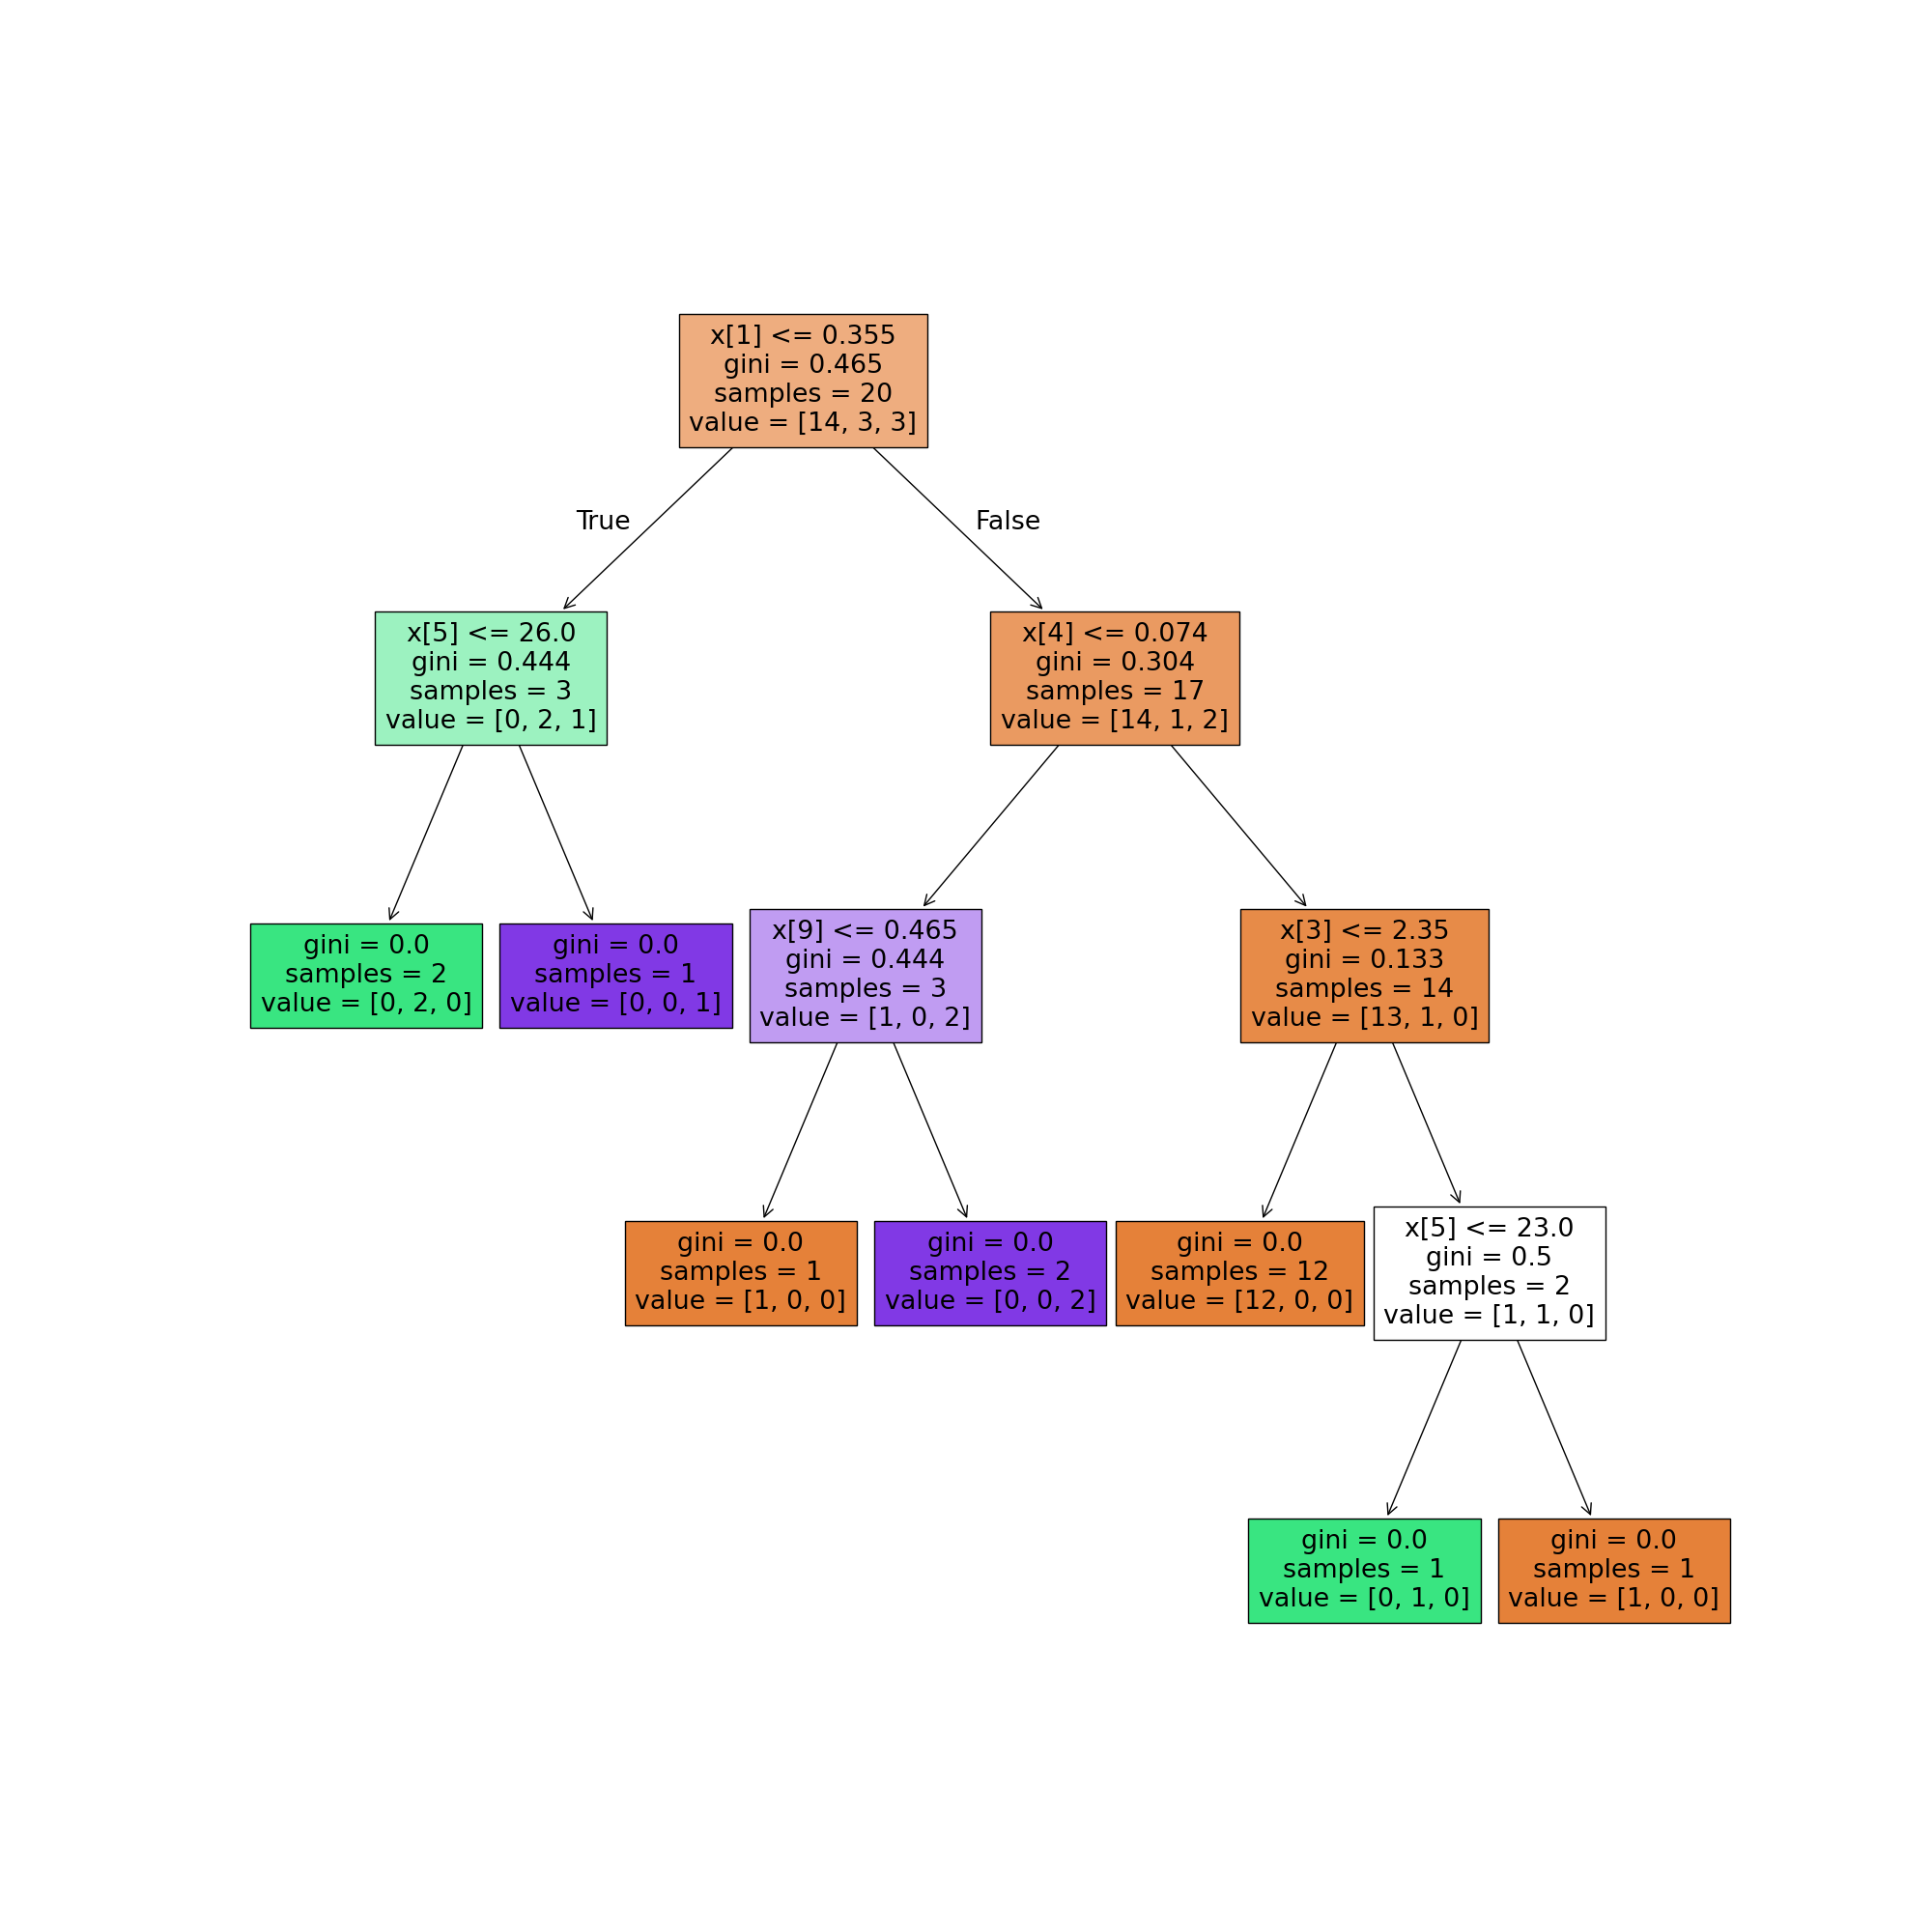 x[1] <= 0.355
gini = 0.465
samples = 20
value = [14, 3, 3]
True
False
x[5] <= 26.0
gini = 0.444
samples = 3
value = [0, 2, 1]
x[4] <= 0.074
gini = 0.304
samples = 17
value = [14, 1, 2]
gini = 0.0
samples = 2
value = [0, 2, 0]
gini = 0.0
samples = 1
value = [0, 0, 1]
x[9] <= 0.465
gini = 0.444
samples = 3
value = [1, 0, 2]
x[3] <= 2.35
gini = 0.133
samples = 14
value = [13, 1, 0]
gini = 0.0
samples = 1
value = [1, 0, 0]
gini = 0.0
samples = 2
value = [0, 0, 2]
gini = 0.0
samples = 12
value = [12, 0, 0]
x[5] <= 23.0
gini = 0.5
samples = 2
value = [1, 1, 0]
gini = 0.0
samples = 1
value = [0, 1, 0]
gini = 0.0
samples = 1
value = [1, 0, 0]